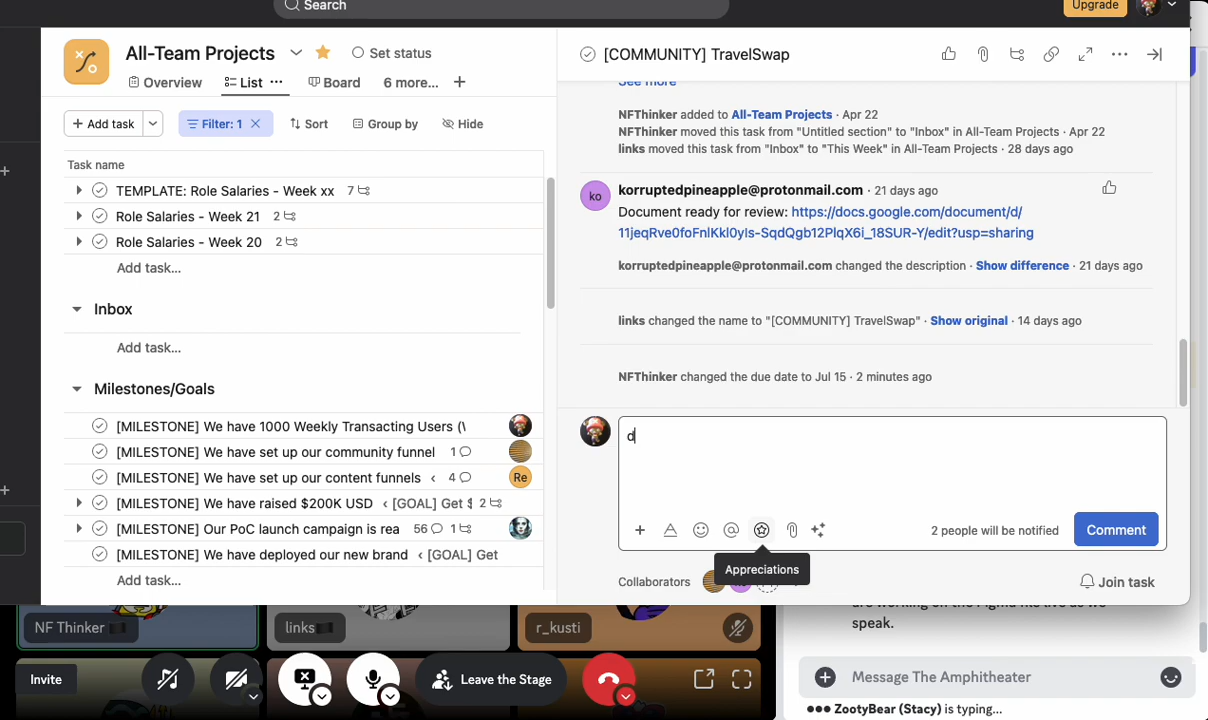 Search
Upgrade
All-Team Projects
Set status
Overview
List
Board
6 more...
Add task
Filter: 1
Sort
Group by
Hide
Task name
TEMPLATE: Role Salaries - Week xx 7
Role Salaries - Week 21 2
Role Salaries - Week 20 2
Add task...
Inbox
Add task...
Milestones/Goals
[MILESTONE] We have 1000 Weekly Transacting Users (\
[MILESTONE] We have set up our community funnel 1
[MILESTONE] We have set up our content funnels ‹ 4
Re
[MILESTONE] We have raised $200K USD ‹ [GOAL] Get $ 2
[MILESTONE] Our PoC launch campaign is rea 56 1
[MILESTONE] We have deployed our new brand ‹ [GOAL] Get
Add task...
[COMMUNITY] TravelSwap
See more
NFThinker added to All-Team Projects · Apr 22
NFThinker moved this task from "Untitled section" to "Inbox" in All-Team Projects · Apr 22
links moved this task from "Inbox" to "This Week" in All-Team Projects · 28 days ago
ko
korruptedpineapple@protonmail.com · 21 days ago
Document ready for review: https://docs.google.com/document/d/
11jeqRve0foFnlKkl0yIs-SqdQgb12PlqX6i_18SUR-Y/edit?usp=sharing
korruptedpineapple@protonmail.com changed the description · Show difference · 21 days ago
links changed the name to "[COMMUNITY] TravelSwap" · Show original · 14 days ago
NFThinker changed the due date to Jul 15 · 2 minutes ago
d
2 people will be notified
Comment
Appreciations
Collaborators
Join task
NF Thinker
links
r_kusti
Invite
Leave the Stage
speak.
Message The Amphitheater
ZootyBear (Stacy) is typing...